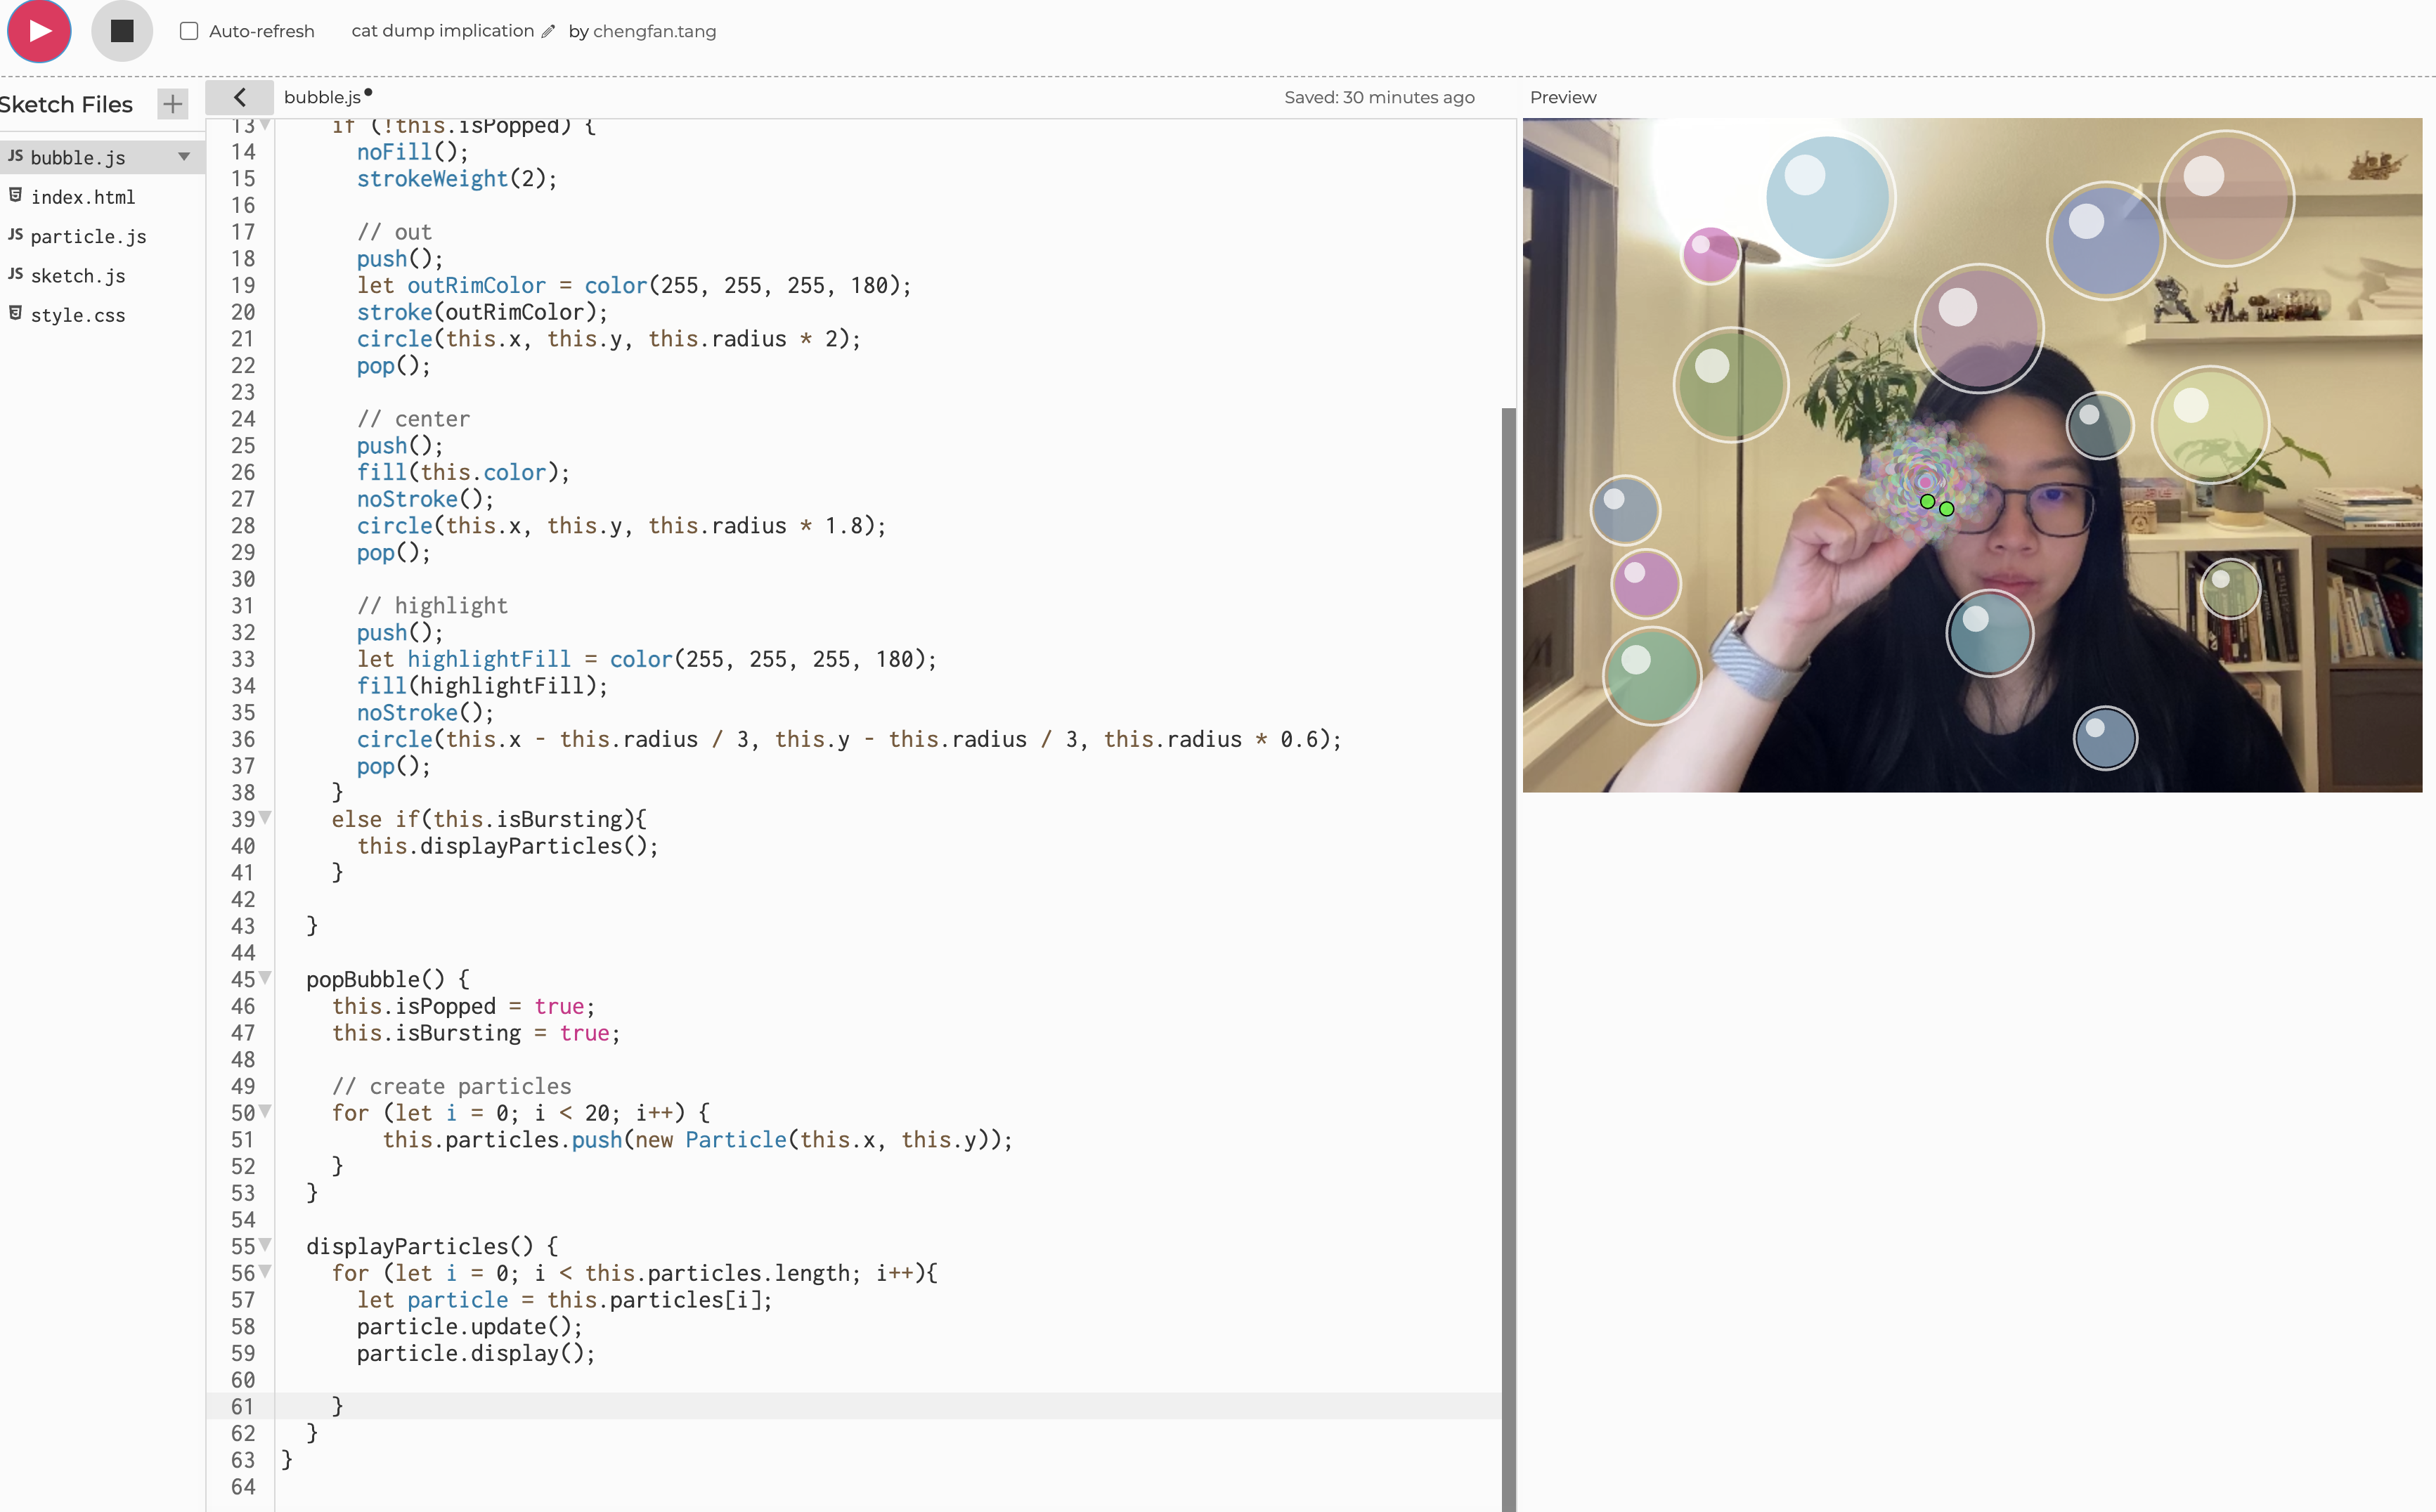 Auto-refresh cat dump implication by chengfan.tang
Sketch Files
bubble.js
Saved: 30 minutes ago
Preview
JS bubble.js
index.html
JS particle.js
JS sketch.js
style.css
13 if (!this.isPopped) {
14 noFill();
15 strokeWeight(2);
16
17 // out
18 push();
19 let outRimColor = color(255, 255, 255, 180);
20 stroke(outRimColor);
21 circle(this.x, this.y, this.radius * 2);
22 pop();
23
24 // center
25 push();
26 fill(this.color);
27 noStroke();
28 circle(this.x, this.y, this.radius * 1.8);
29 pop();
30
31 // highlight
32 push();
33 let highlightFill = color(255, 255, 255, 180);
34 fill(highlightFill);
35 noStroke();
36 circle(this.x - this.radius / 3, this.y - this.radius / 3, this.radius * 0.6);
37 pop();
38 }
39 else if(this.isBursting){
40 this.displayParticles();
41 }
42
43 }
44
45 popBubble() {
46 this.isPopped = true;
47 this.isBursting = true;
48
49 // create particles
50 for (let i = 0; i < 20; i++) {
51 this.particles.push(new Particle(this.x, this.y));
52 }
53 }
54
55 displayParticles() {
56 for (let i = 0; i < this.particles.length; i++){
57 let particle = this.particles[i];
58 particle.update();
59 particle.display();
60
61 }
62 }
63 }
64